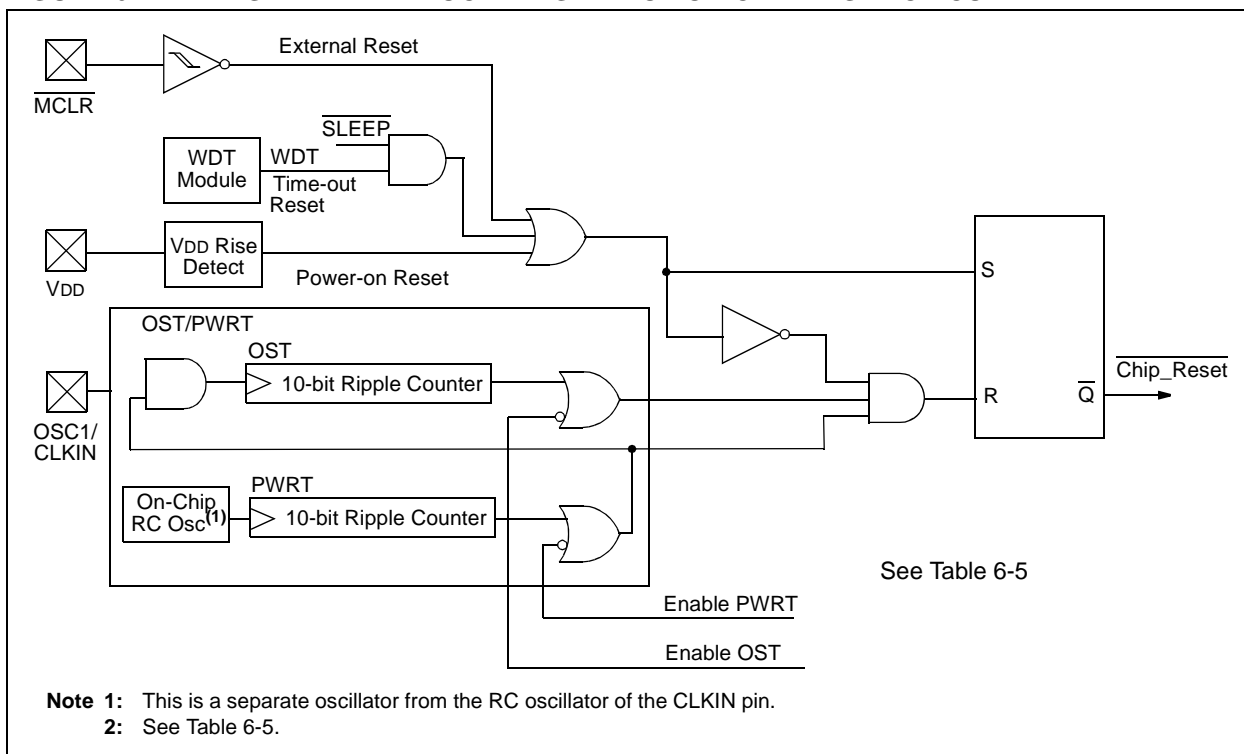 External Reset
MCLR
SLEEP
WDT
Module
WDT
Time-out
Reset
VDD
VDD Rise
Detect
Power-on Reset
S
OST/PWRT
OST
10-bit Ripple Counter
OSC1/
CLKIN
R
Q
Chip_Reset
PWRT
On-Chip
RC Osc(1)
10-bit Ripple Counter
See Table 6-5
Enable PWRT
Enable OST
Note 1: This is a separate oscillator from the RC oscillator of the CLKIN pin.
2: See Table 6-5.